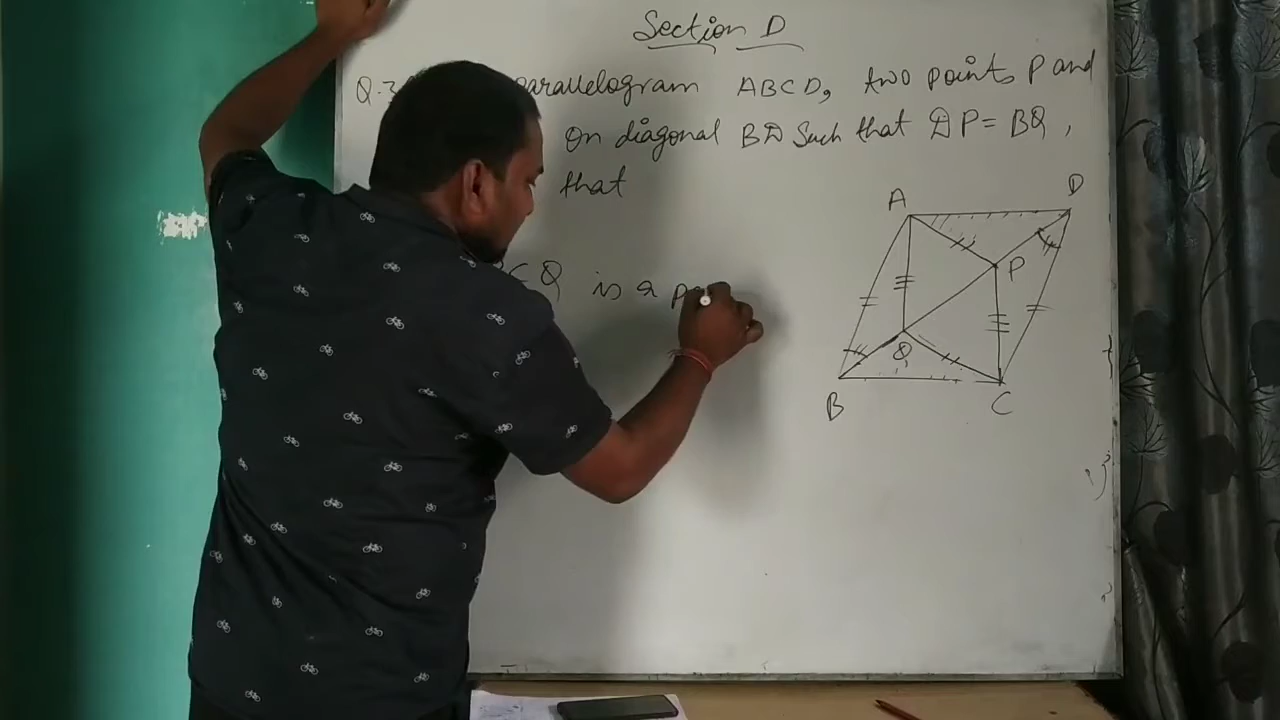 Section D
Q.3 parallelogram ABCD, two points P and
on diagonal BD Such that DP = BQ,
that
CQ is a
A
D
P
Q
B
C